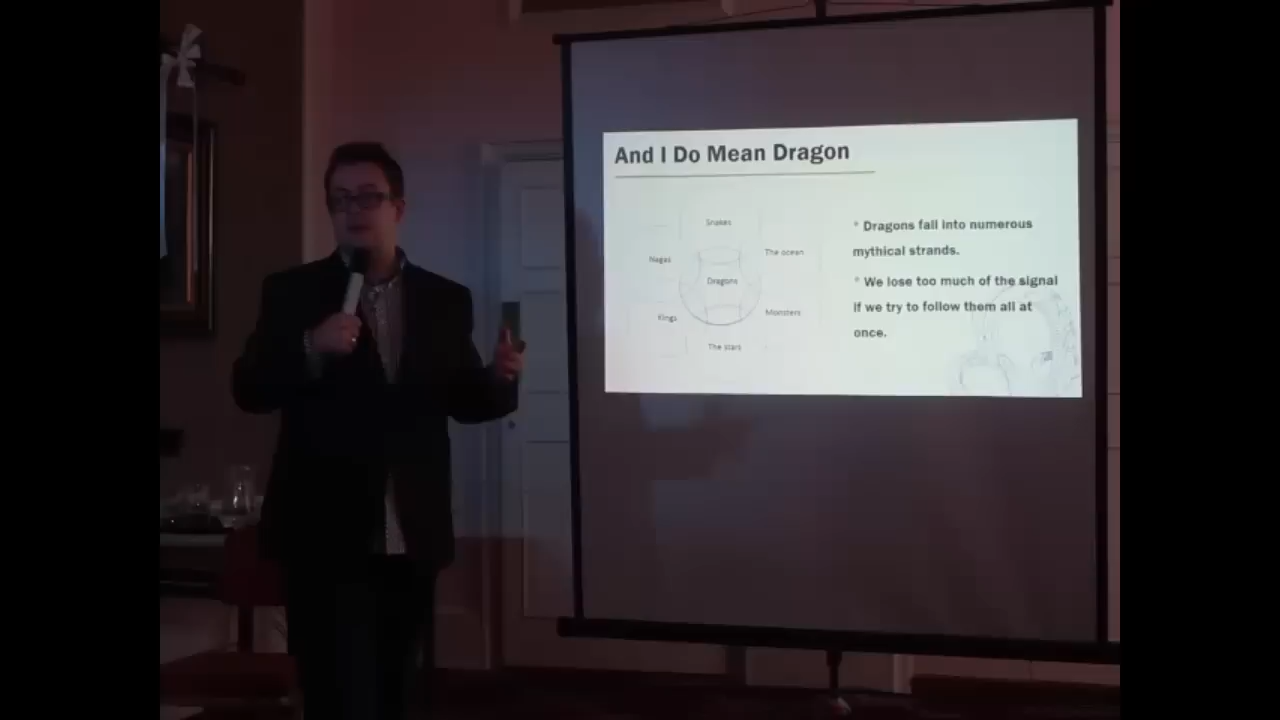 And I Do Mean Dragon
Snakes
Nagas
The ocean
Dragons
Kings
Monsters
The stars
* Dragons fall into numerous
mythical strands.
* We lose too much of the signal
if we try to follow them all at
once.